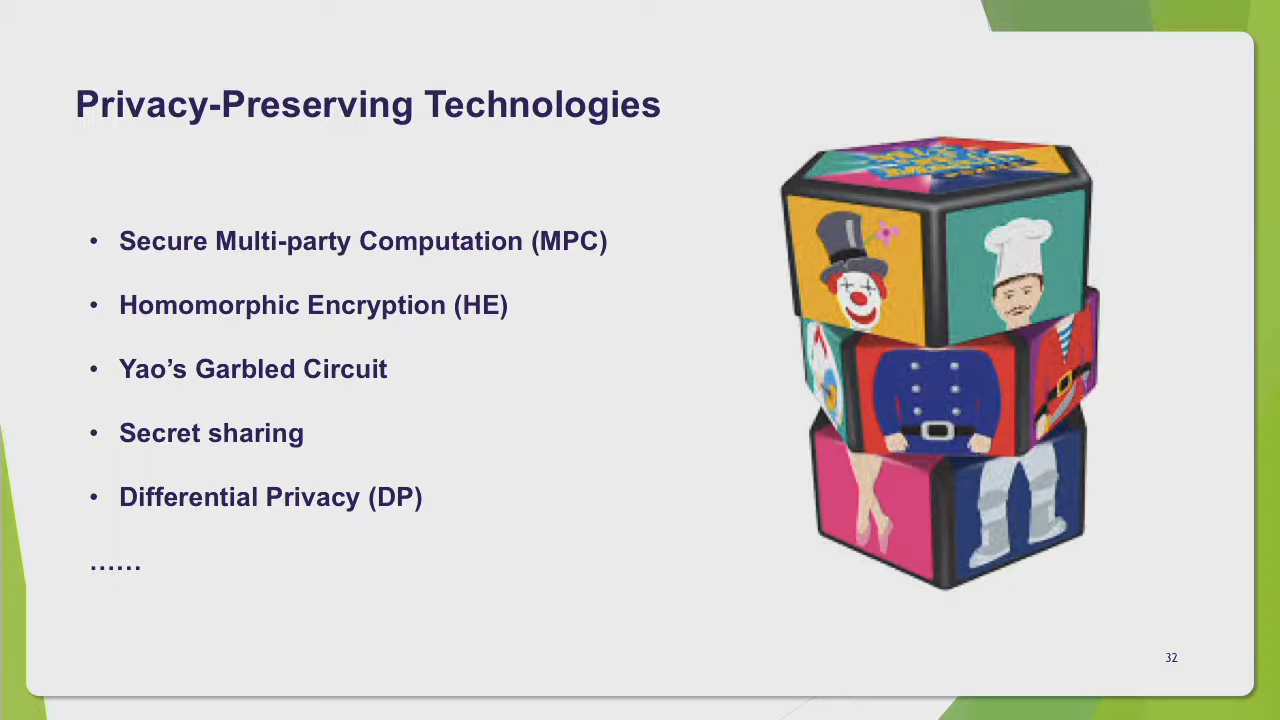 Privacy-Preserving Technologies
• Secure Multi-party Computation (MPC)
• Homomorphic Encryption (HE)
• Yao’s Garbled Circuit
• Secret sharing
• Differential Privacy (DP)
......
32